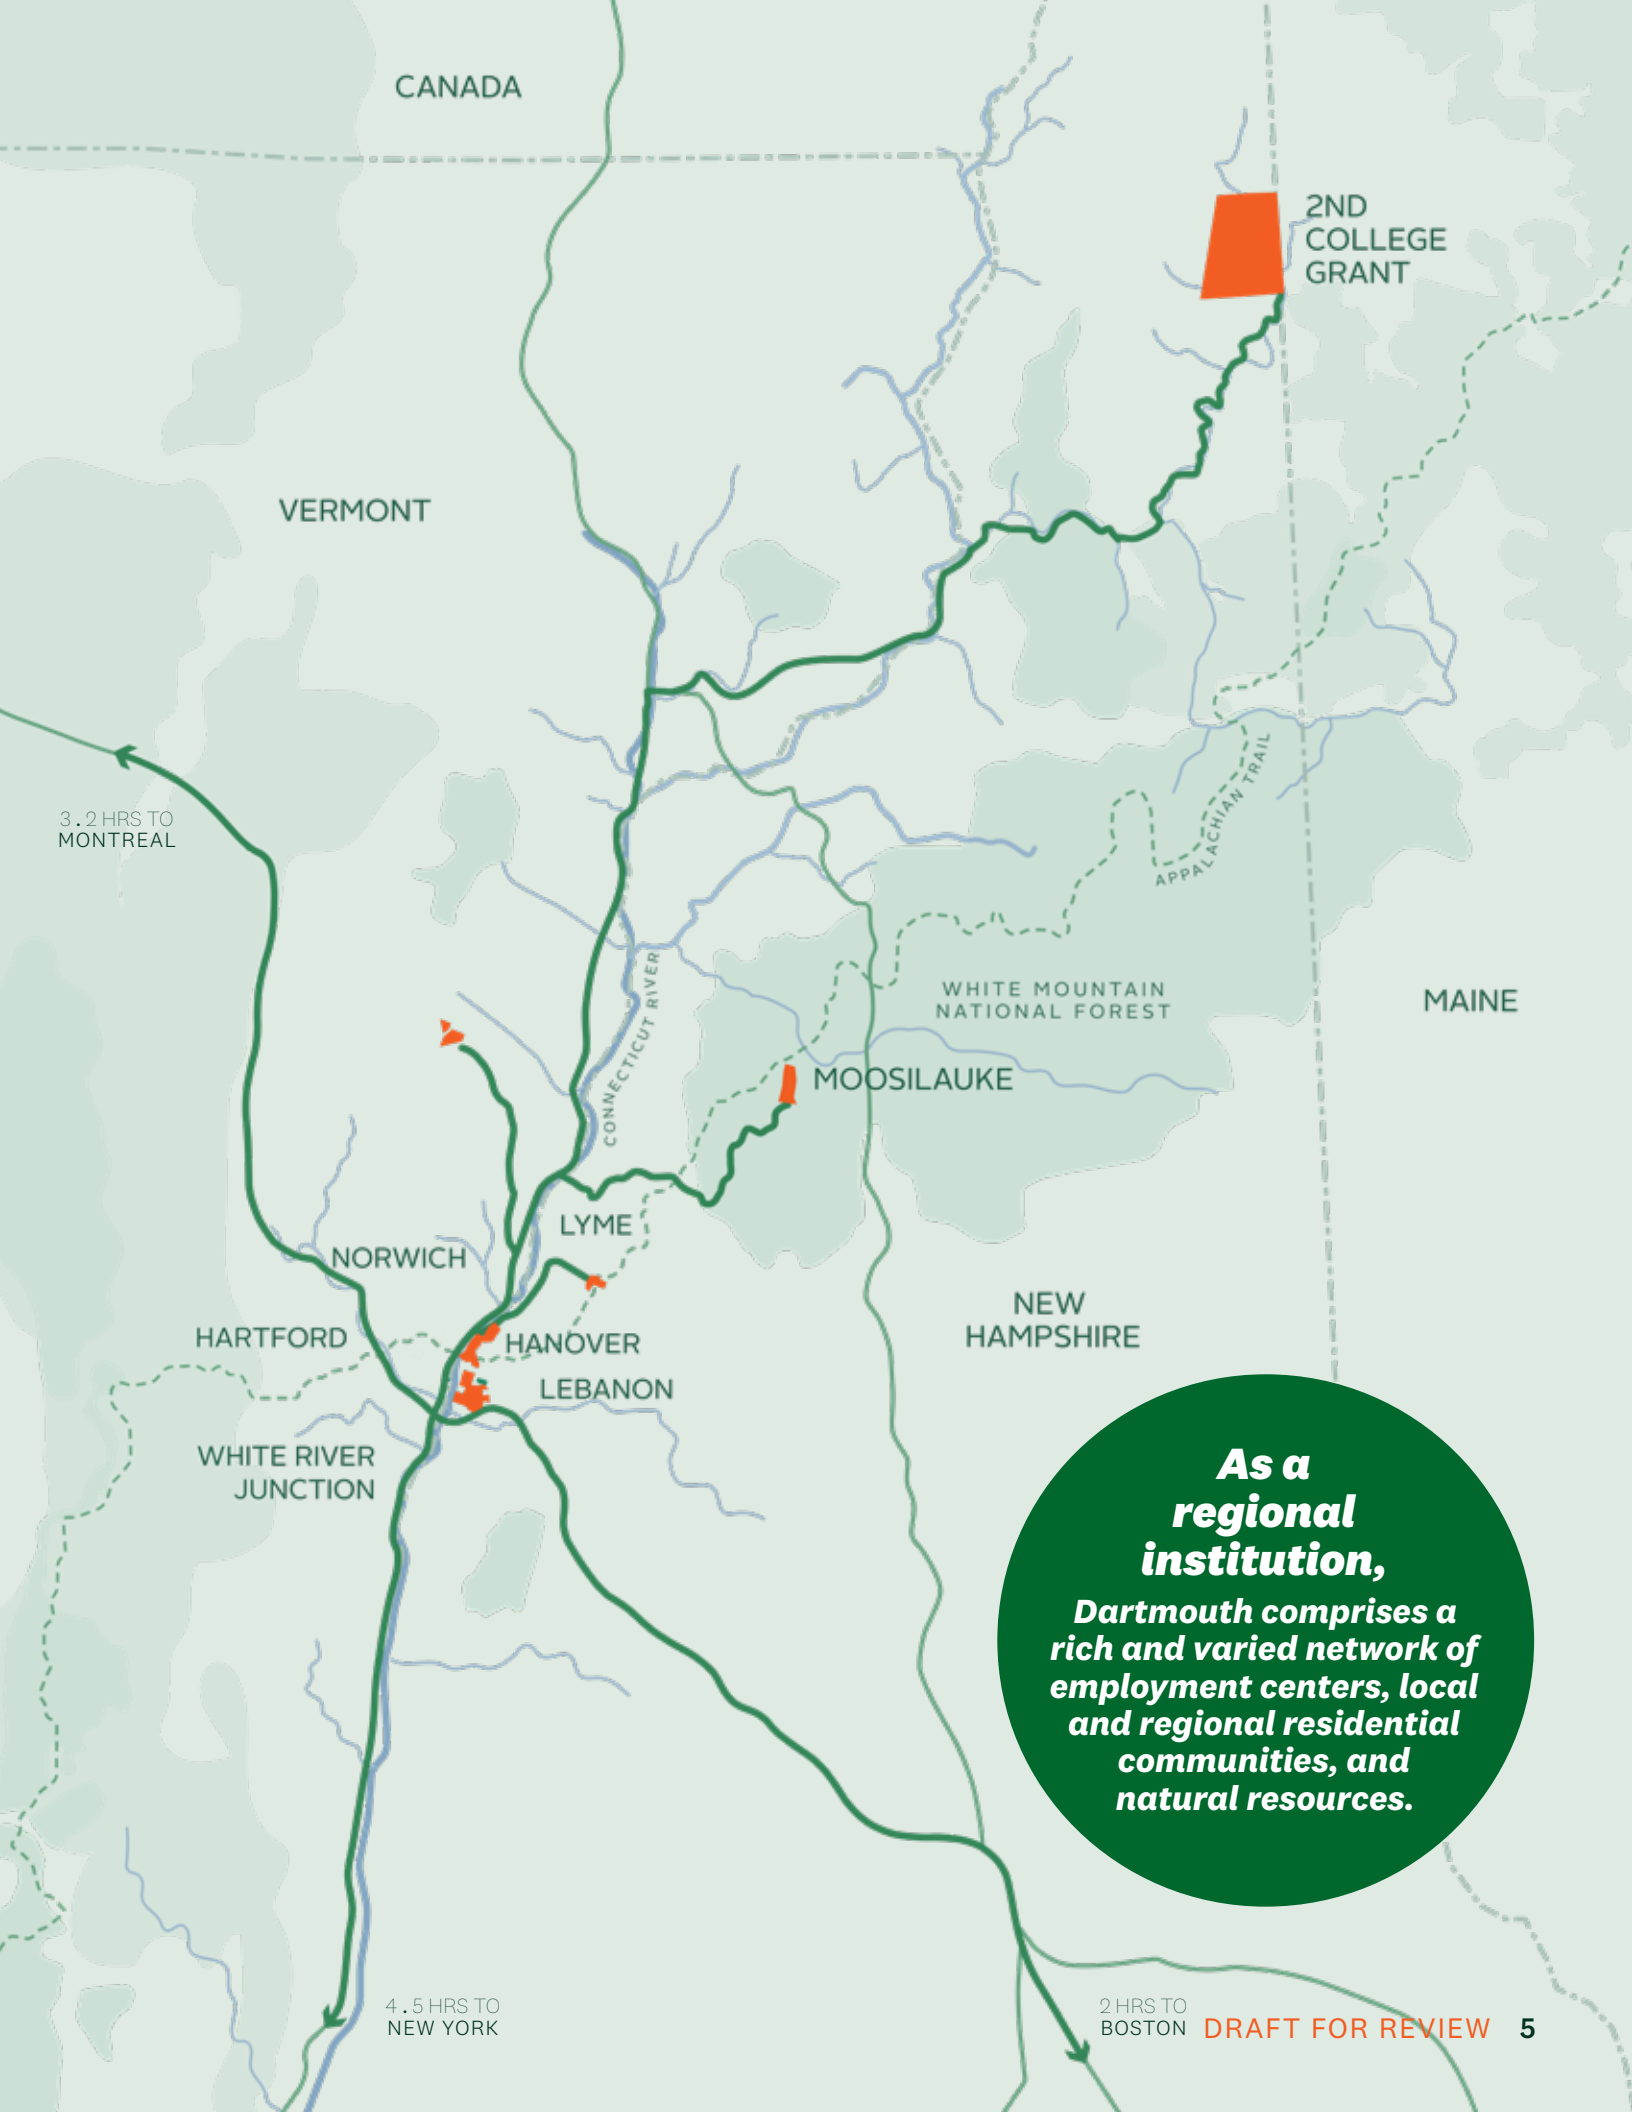 CANADA
2ND
COLLEGE
GRANT
VERMONT
APPALACHIAN TRAIL
3.2 HRS TO
MONTREAL
CONNECTICUT RIVER
WHITE MOUNTAIN
NATIONAL FOREST
MAINE
MOOSILAUKE
LYME
NORWICH
NEW
HAMPSHIRE
HARTFORD
HANOVER
LEBANON
WHITE RIVER
JUNCTION
As a
regional
institution,
Dartmouth comprises a
rich and varied network of
employment centers, local
and regional residential
communities, and
natural resources.
4.5 HRS TO
NEW YORK
2 HRS TO
BOSTON
DRAFT FOR REVIEW 5